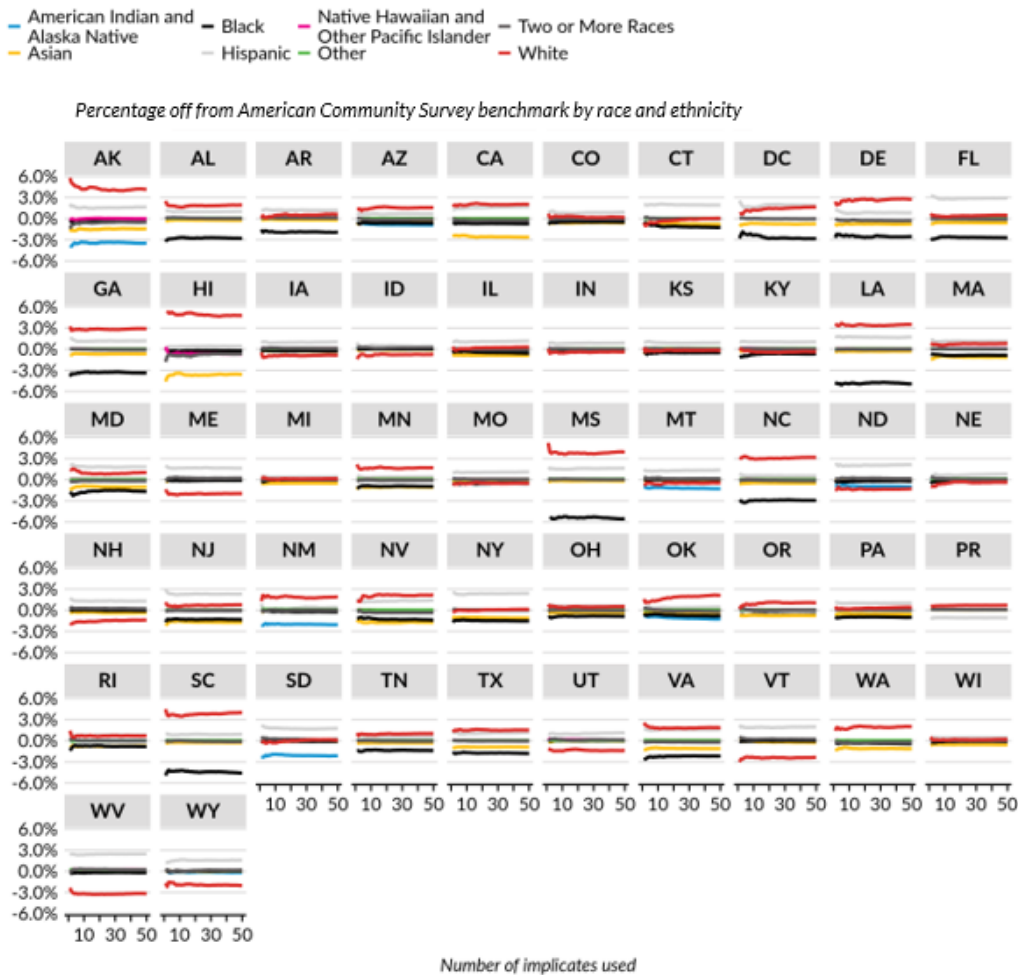 American Indian and
Alaska Native
Black
Native Hawaiian and
Other Pacific Islander
Two or More Races
Asian
Hispanic
Other
White
Percentage off from American Community Survey benchmark by race and ethnicity
AK AL AR AZ CA CO CT DC DE FL
6.0%
3.0%
0.0%
-3.0%
-6.0%
GA HI IA ID IL IN KS KY LA MA
6.0%
3.0%
0.0%
-3.0%
-6.0%
MD ME MI MN MO MS MT NC ND NE
6.0%
3.0%
0.0%
-3.0%
-6.0%
NH NJ NM NV NY OH OK OR PA PR
6.0%
3.0%
0.0%
-3.0%
-6.0%
RI SC SD TN TX UT VA VT WA WI
6.0%
3.0%
0.0%
-3.0%
-6.0%
10 30 50 10 30 50 10 30 50 10 30 50 10 30 50 10 30 50 10 30 50 10 30 50
WV WY
6.0%
3.0%
0.0%
-3.0%
-6.0%
10 30 50 10 30 50
Number of implicates used